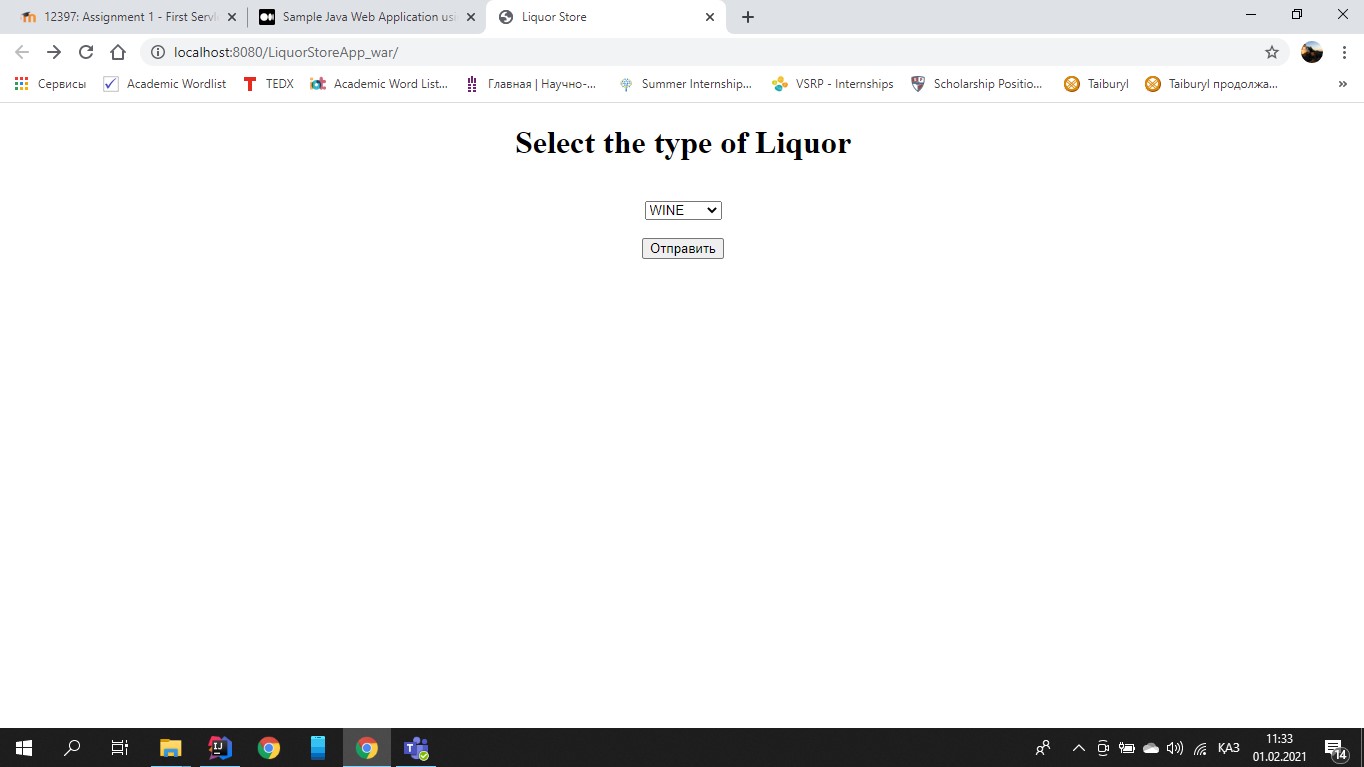 12397: Assignment 1 - First Servl
Sample Java Web Application usi
Liquor Store
localhost:8080/LiquorStoreApp_war/
Сервисы
Academic Wordlist
TEDX
Academic Word List...
Главная | Научно-...
Summer Internship...
VSRP - Internships
Scholarship Positio...
Taiburyl
Taiburyl продолжа...
»
Select the type of Liquor
WINE
Отправить
ҚАЗ
11:33
01.02.2021
14